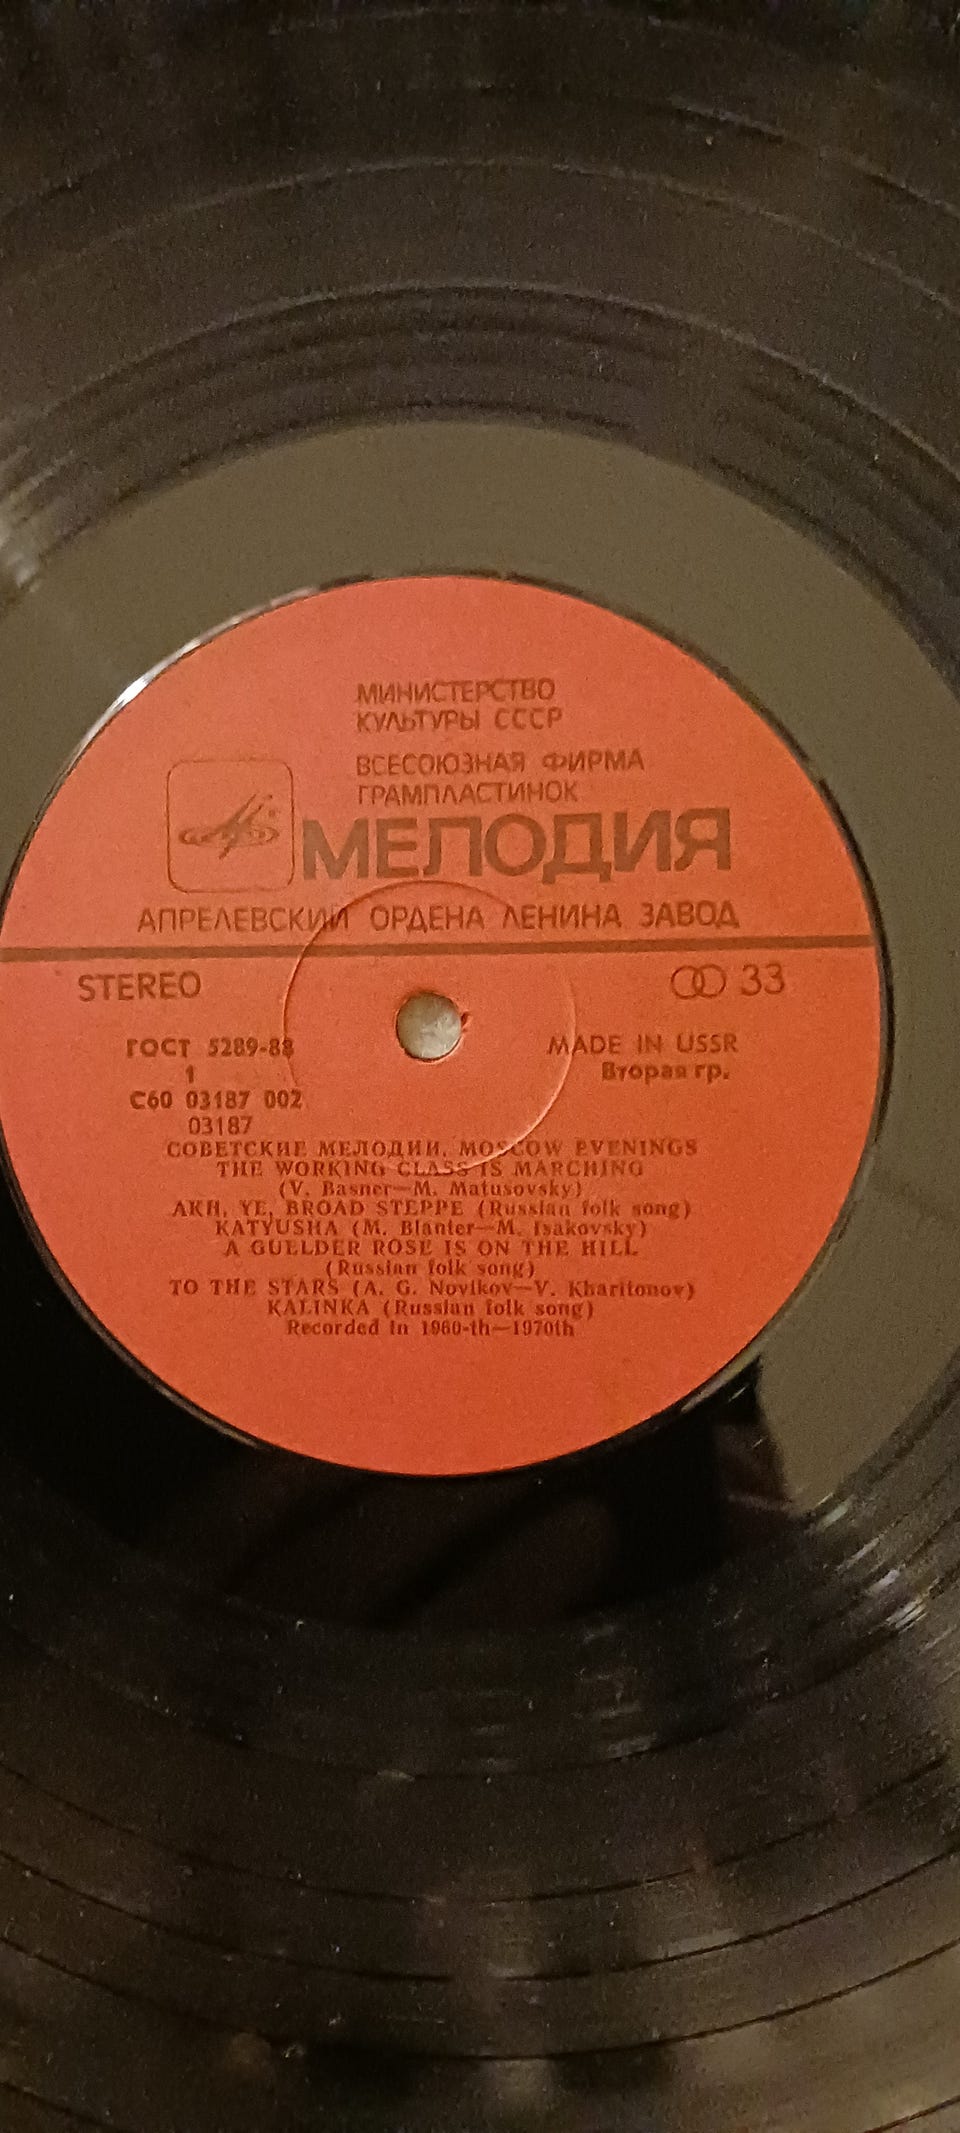 МИНИСТЕРСТВО
КУЛЬТУРЫ СССР
ВСЕСОЮЗНАЯ ФИРМА
ГРАМПЛАСТИНОК
МЕЛОДИЯ
АПРЕЛЕВСКИЙ ОРДЕНА ЛЕНИНА ЗАВОД
STEREO
33
ГОСТ 5289-88
MADE IN USSR
1
Вторая гр.
С60 03187 002
03187
СОВЕТСКИЕ МЕЛОДИИ. MOSCOW EVENINGS
THE WORKING CLASS IS MARCHING
(V. Basner—M. Matusovsky)
AKH, YE, BROAD STEPPE (Russian folk song)
KATYUSHA (M. Blanter—M. Isakovsky)
A GUELDER ROSE IS ON THE HILL
(Russian folk song)
TO THE STARS (A. G. Novikov—V. Kharitonov)
KALINKA (Russian folk song)
Recorded in 1960-th—1970th